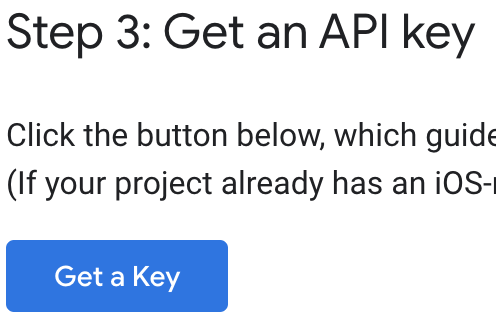 Step 3: Get an API key
Click the button below, which guide
(If your project already has an iOS-
Get a Key